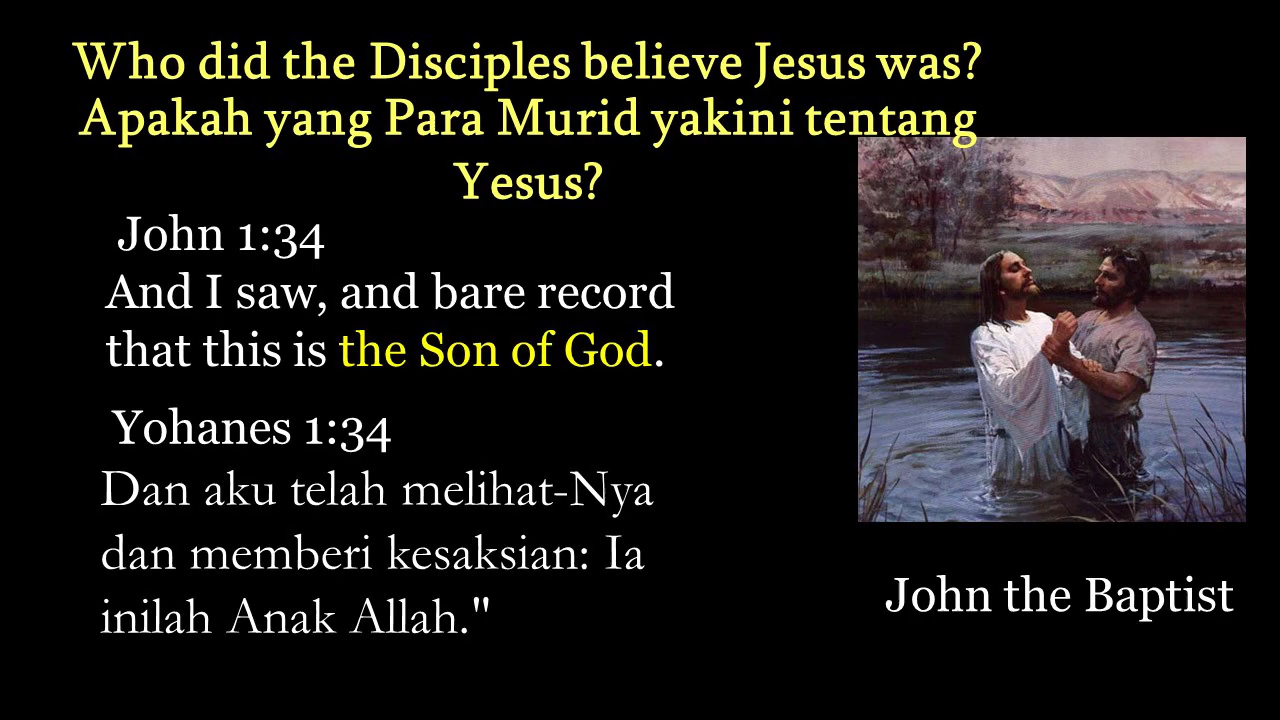 Who did the Disciples believe Jesus was?
Apakah yang Para Murid yakini tentang
Yesus?
John 1:34
And I saw, and bare record
that this is the Son of God.
Yohanes 1:34
Dan aku telah melihat-Nya
dan memberi kesaksian: Ia
inilah Anak Allah."
John the Baptist